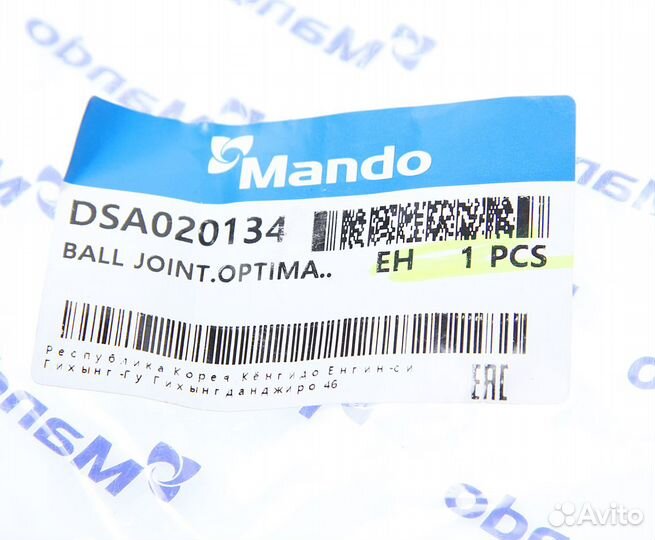 Mando
Mando
DSA020134
BALL JOINT.OPTIMA.. EH 1 PCS
Республика Корея Кёнгидо Енгин-си
Гихынг-Гу Гихынгданджиро 46
EAC
Mando
Mando
Mando
Avito